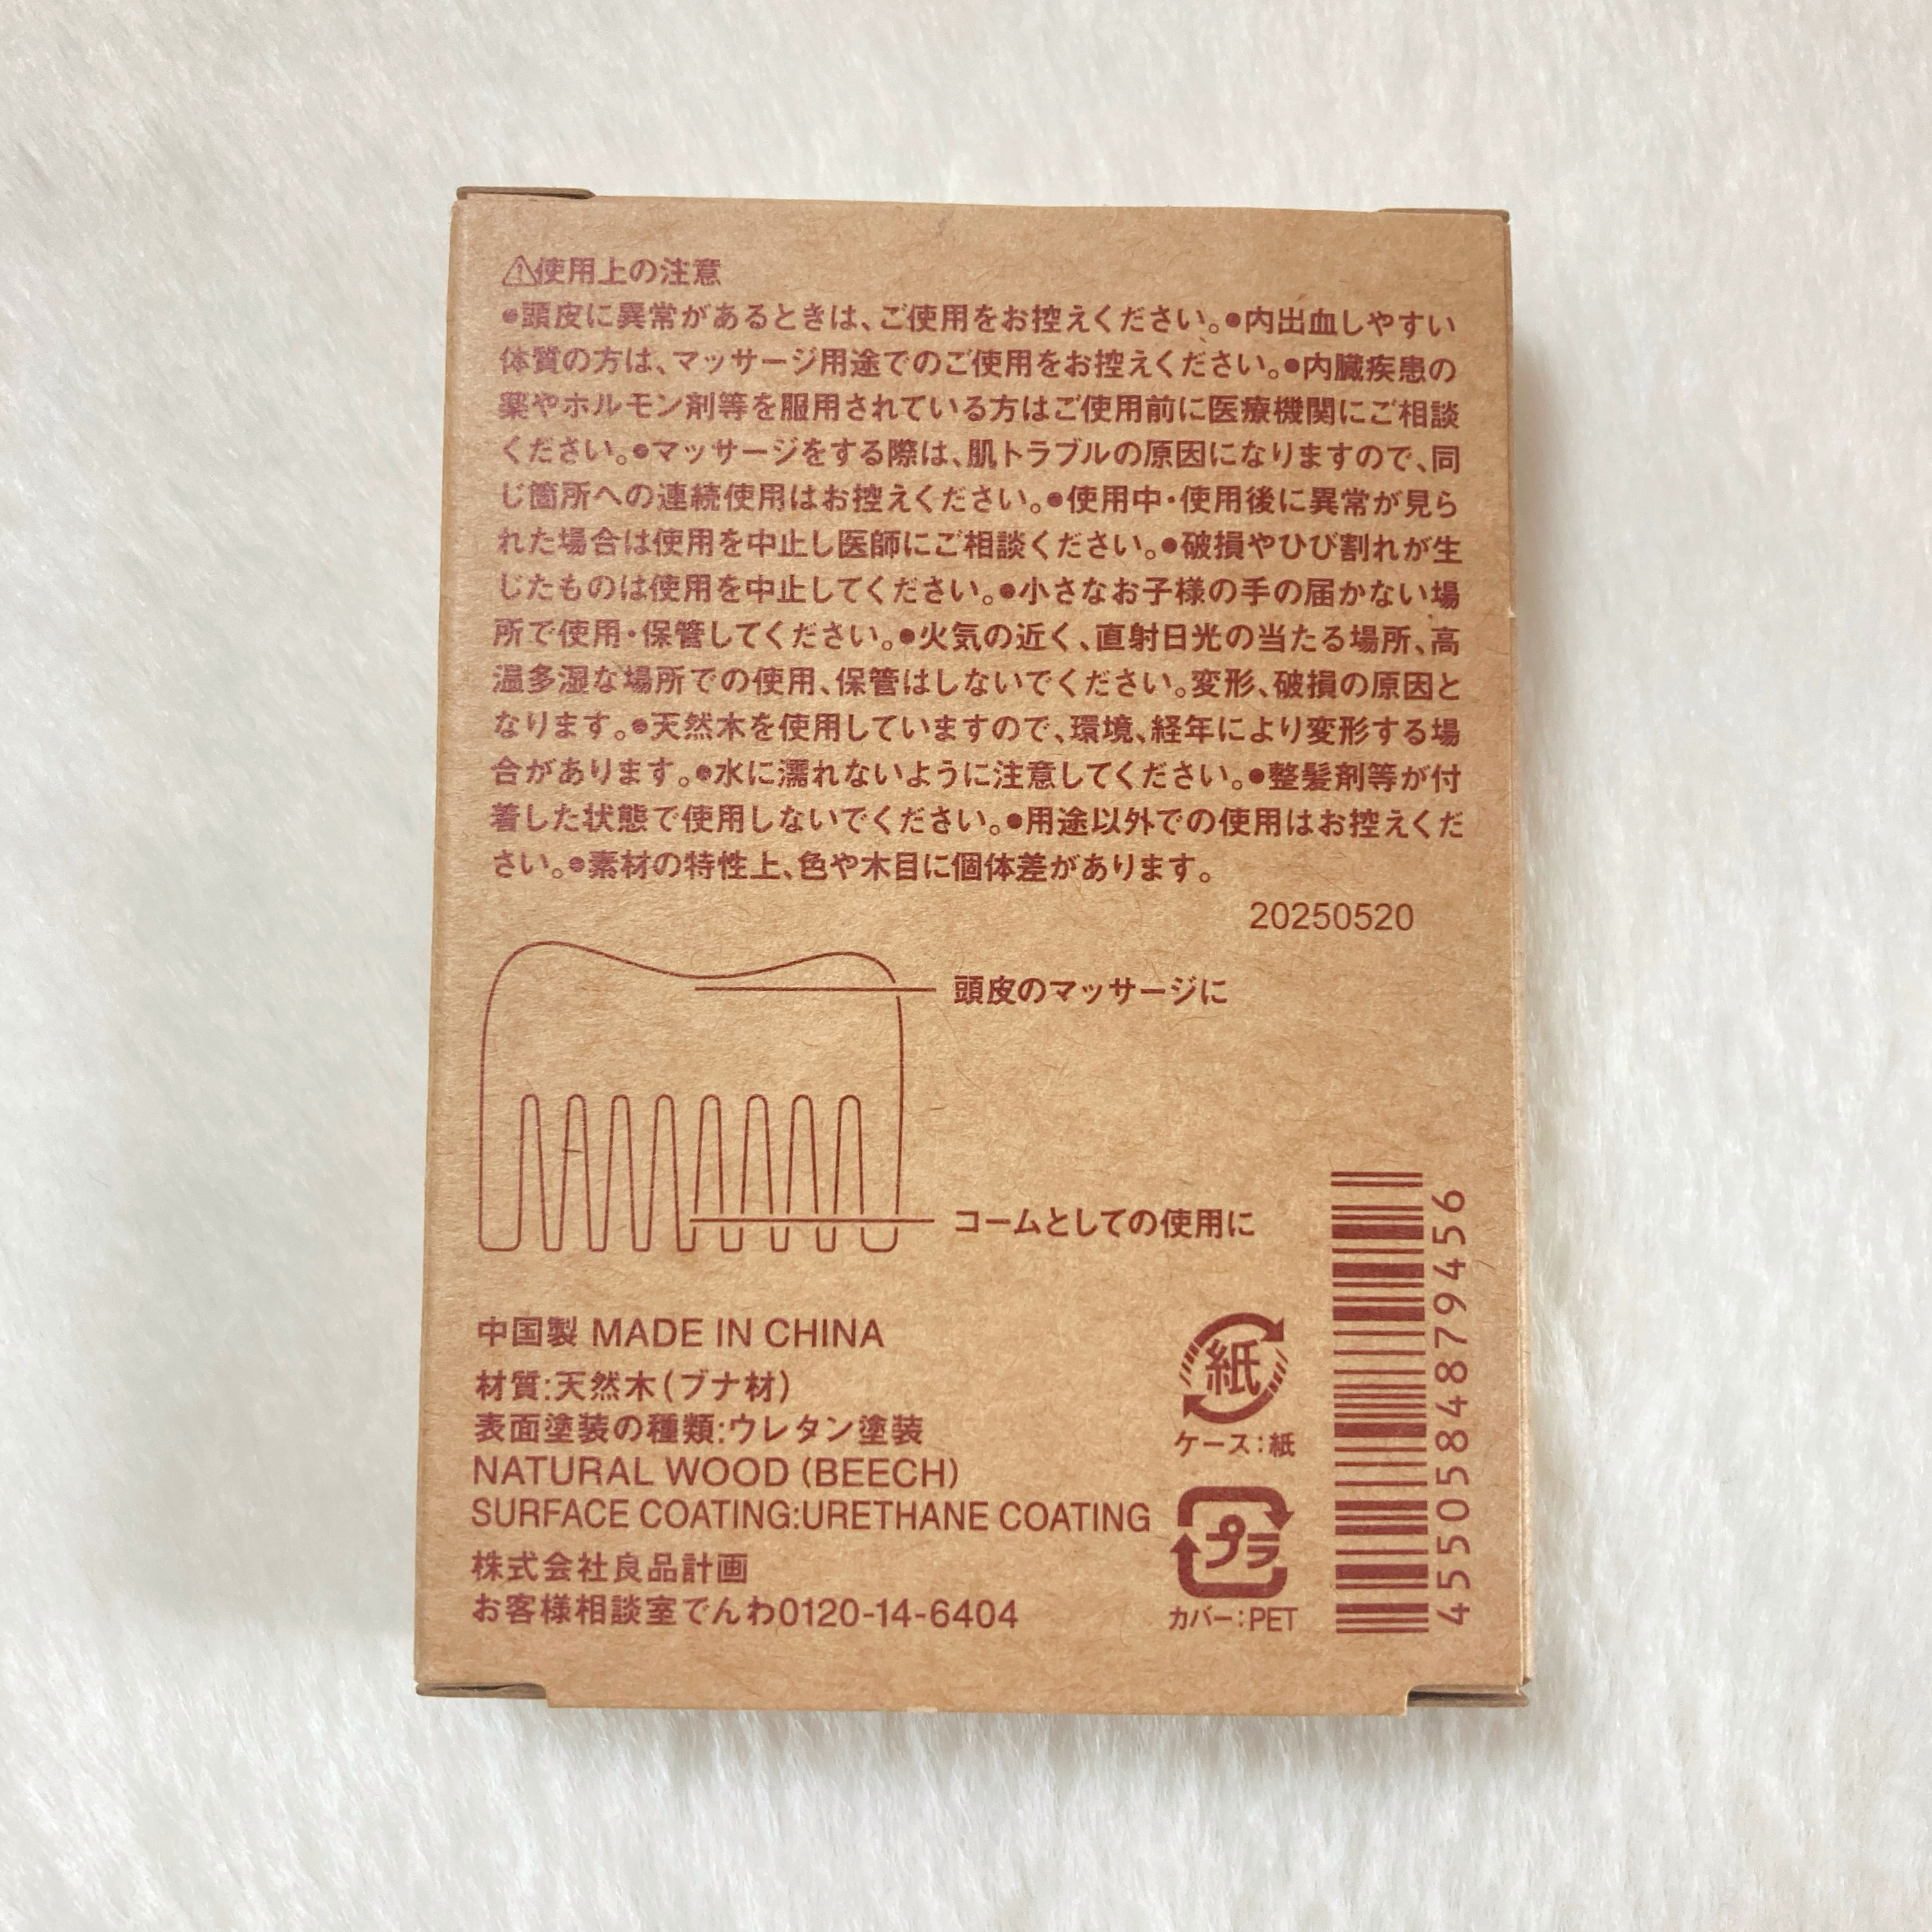 ⚠使用上の注意
●頭皮に異常があるときは、ご使用をお控えください。●内出血しやすい
体質の方は、マッサージ用途でのご使用をお控えください。●内臓疾患の
薬やホルモン剤等を服用されている方はご使用前に医療機関にご相談
ください。●マッサージをする際は、肌トラブルの原因になりますので、同
じ箇所への連続使用はお控えください。●使用中・使用後に異常が見ら
れた場合は使用を中止し医師にご相談ください。●破損やひび割れが生
じたものは使用を中止してください。●小さなお子様の手の届かない場
所で使用・保管してください。●火気の近く、直射日光の当たる場所、高
温多湿な場所での使用、保管はしないでください。変形、破損の原因と
なります。●天然木を使用していますので、環境、経年により変形する場
合があります。●水に濡れないように注意してください。●整髪剤等が付
着した状態で使用しないでください。●用途以外での使用はお控えくだ
さい。●素材の特性上、色や木目に個体差があります。
20250520
頭皮のマッサージに
コームとしての使用に
中国製 MADE IN CHINA
材質:天然木(ブナ材)
表面塗装の種類:ウレタン塗装
NATURAL WOOD (BEECH)
SURFACE COATING:URETHANE COATING
株式会社良品計画
お客様相談室でんわ0120-14-6404
紙
ケース:紙
プラ
カバー:PET
4550584879456